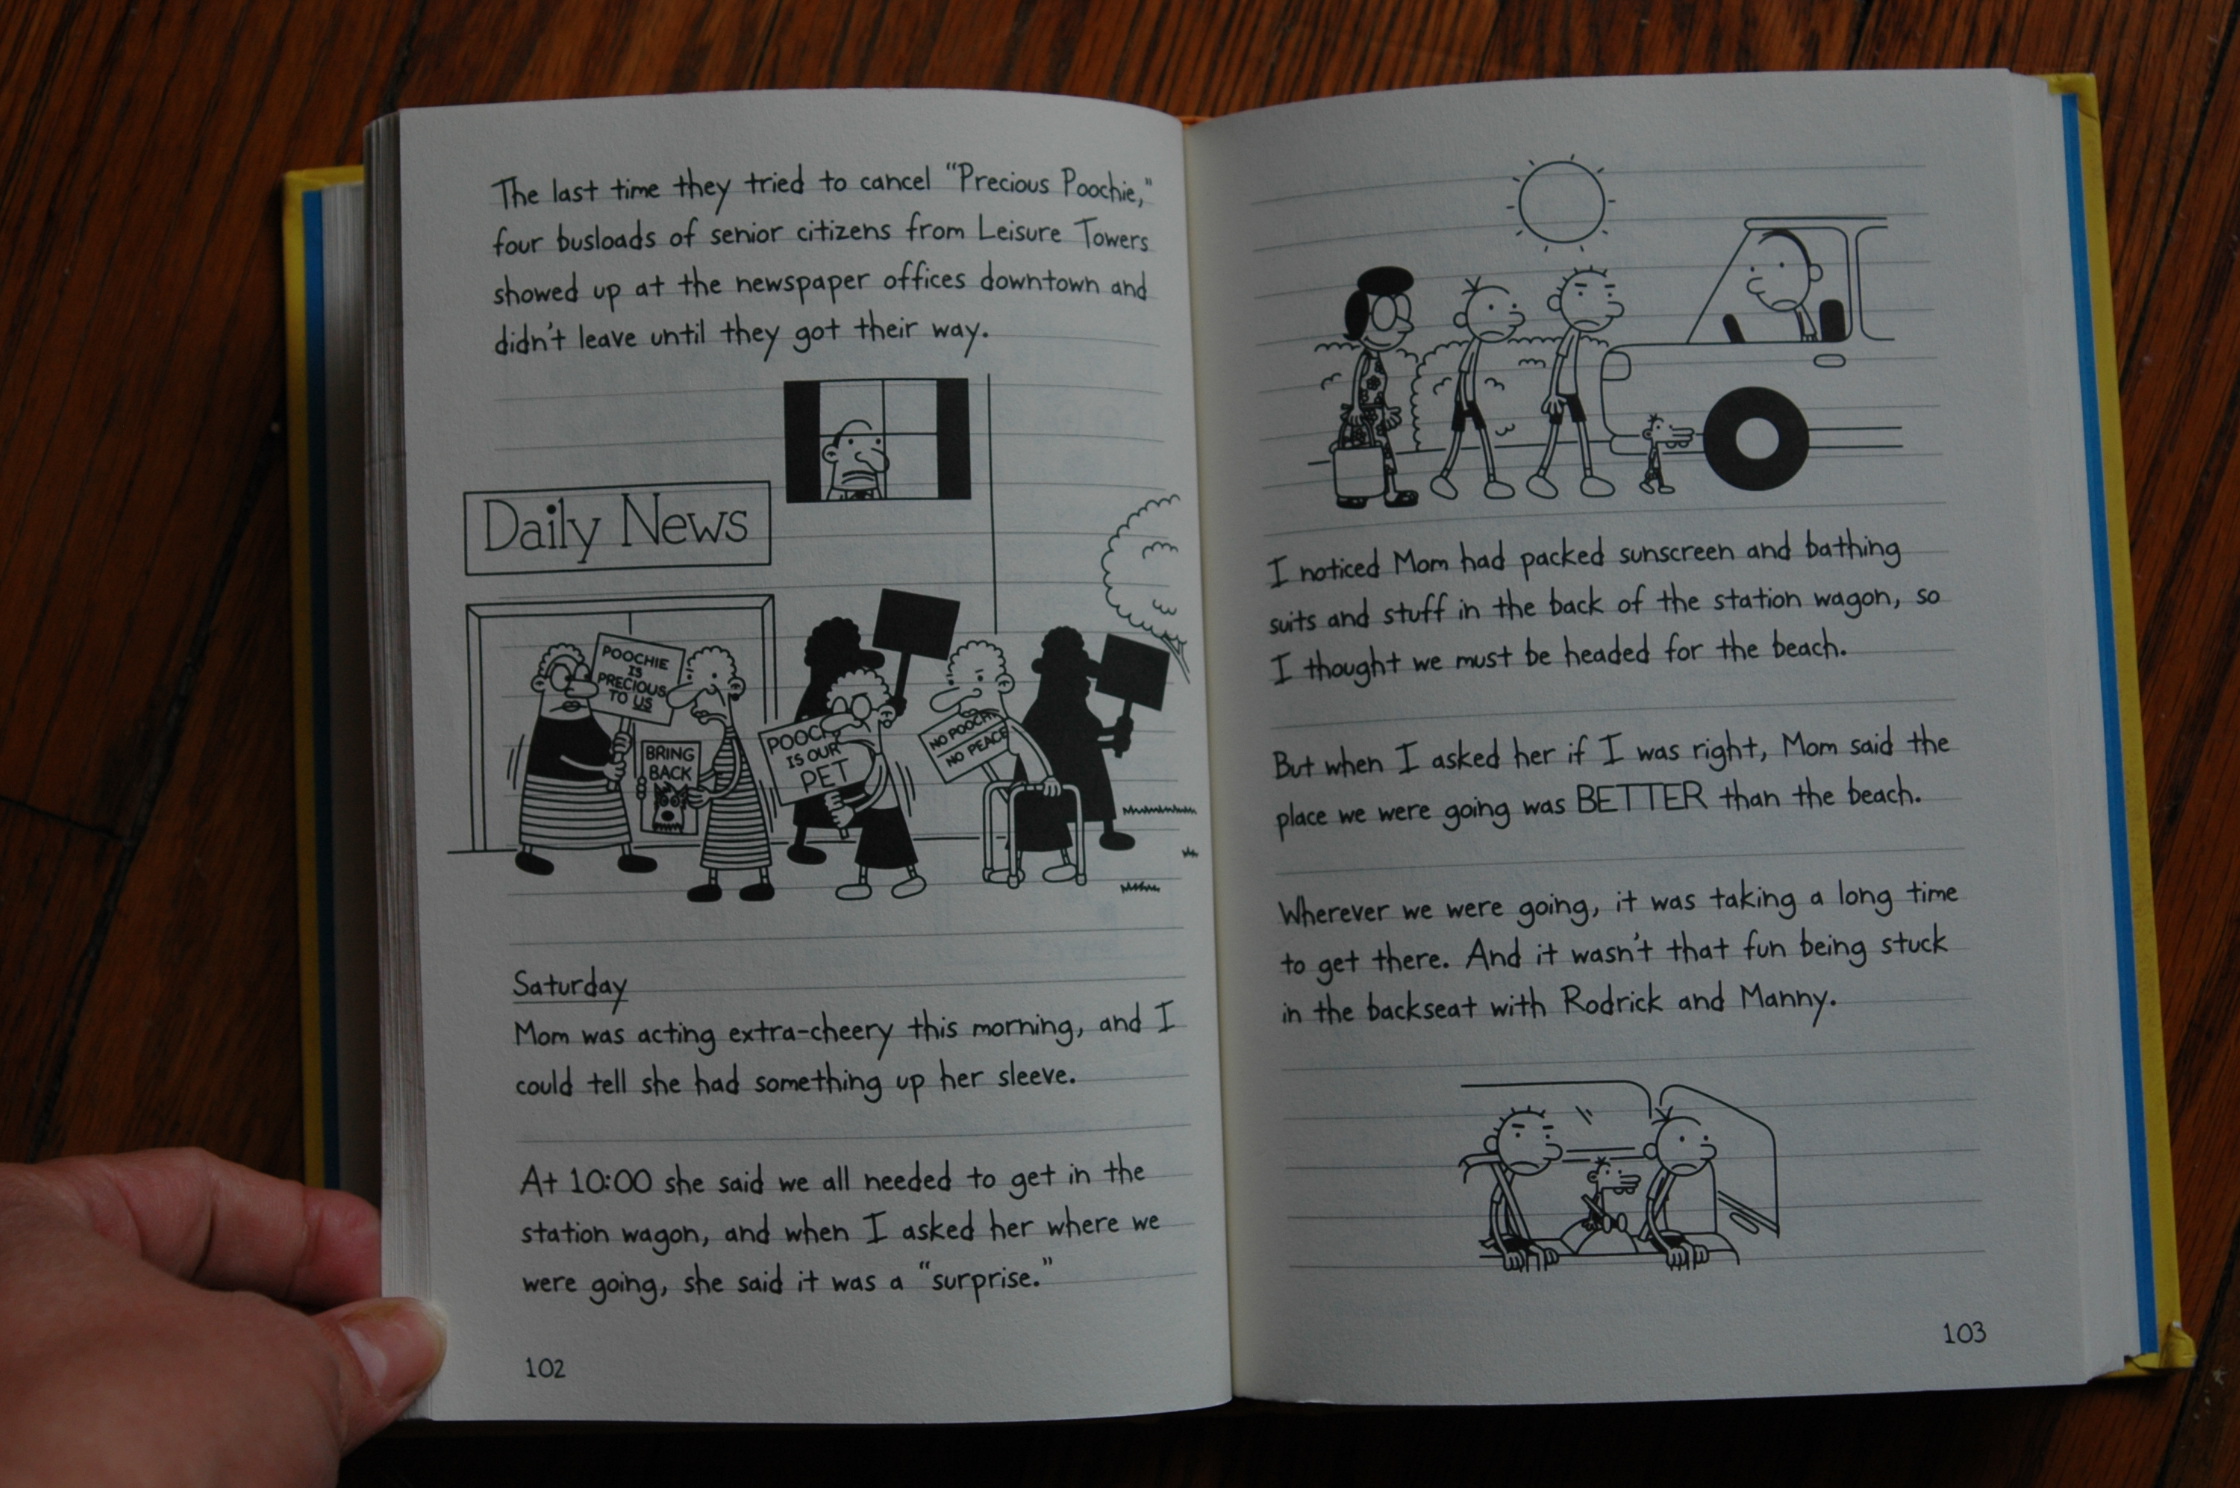 The last time they tried to cancel "Precious Poochie,"
four busloads of senior citizens from Leisure Towers
showed up at the newspaper offices downtown and
didn't leave until they got their way.
Daily News
POOCHIE
IS
PRECIOUS
TO US
BRING
BACK
POOCH
IS OUR
PET
NO POOCH
NO PEACE
Saturday
Mom was acting extra-cheery this morning, and I
could tell she had something up her sleeve.
At 10:00 she said we all needed to get in the
station wagon, and when I asked her where we
were going, she said it was a "surprise."
102
I noticed Mom had packed sunscreen and bathing
suits and stuff in the back of the station wagon, so
I thought we must be headed for the beach.
But when I asked her if I was right, Mom said the
place we were going was BETTER than the beach.
Wherever we were going, it was taking a long time
to get there. And it wasn't that fun being stuck
in the backseat with Rodrick and Manny.
103